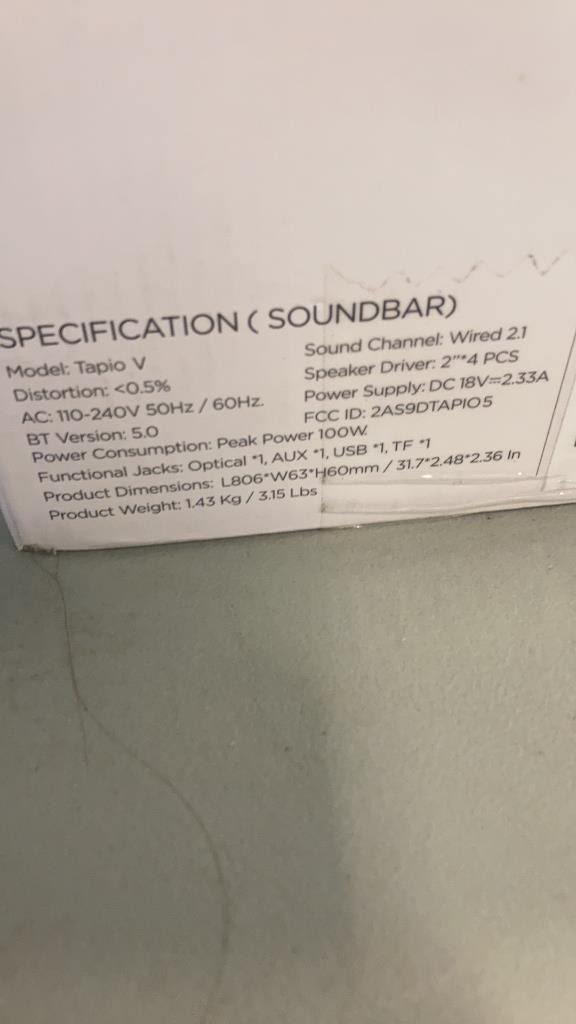 SPECIFICATION ( SOUNDBAR)
Model: Tapio V
Distortion: <0.5%
AC: 110-240V 50Hz / 60Hz.
BT Version: 5.0
Sound Channel: Wired 2.1
Speaker Driver: 2"*4 PCS
Power Supply: DC 18V=2.33A
FCC ID: 2AS9DTAPIO5
Power Consumption: Peak Power 100W.
Functional Jacks: Optical *1, AUX *1, USB *1, TF *1
Product Dimensions: L806*W63*H60mm / 31.7*2.48*2.36 In
Product Weight: 1.43 Kg / 3.15 Lbs